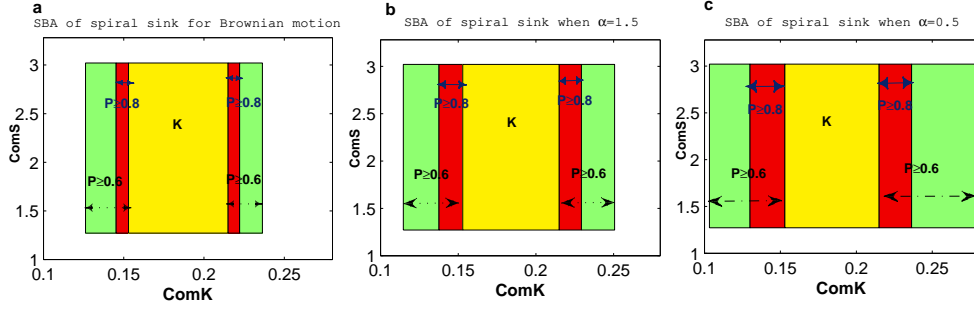 a
SBA of spiral sink for Brownian motion
3
2.5
2
1.5
1
ComS
P≥0.8
P≥0.8
K
P≥0.6
P≥0.6
0.1
0.15
0.2
0.25
ComK
b
SBA of spiral sink when α=1.5
3
2.5
2
1.5
1
ComS
P≥0.8
P≥0.8
K
P≥0.6
P≥0.6
0.1
0.15
0.2
0.25
ComK
c
SBA of spiral sink when α=0.5
3
2.5
2
1.5
1
ComS
P≥0.8
P≥0.8
K
P≥0.6
P≥0.6
0.1
0.15
0.2
0.25
ComK